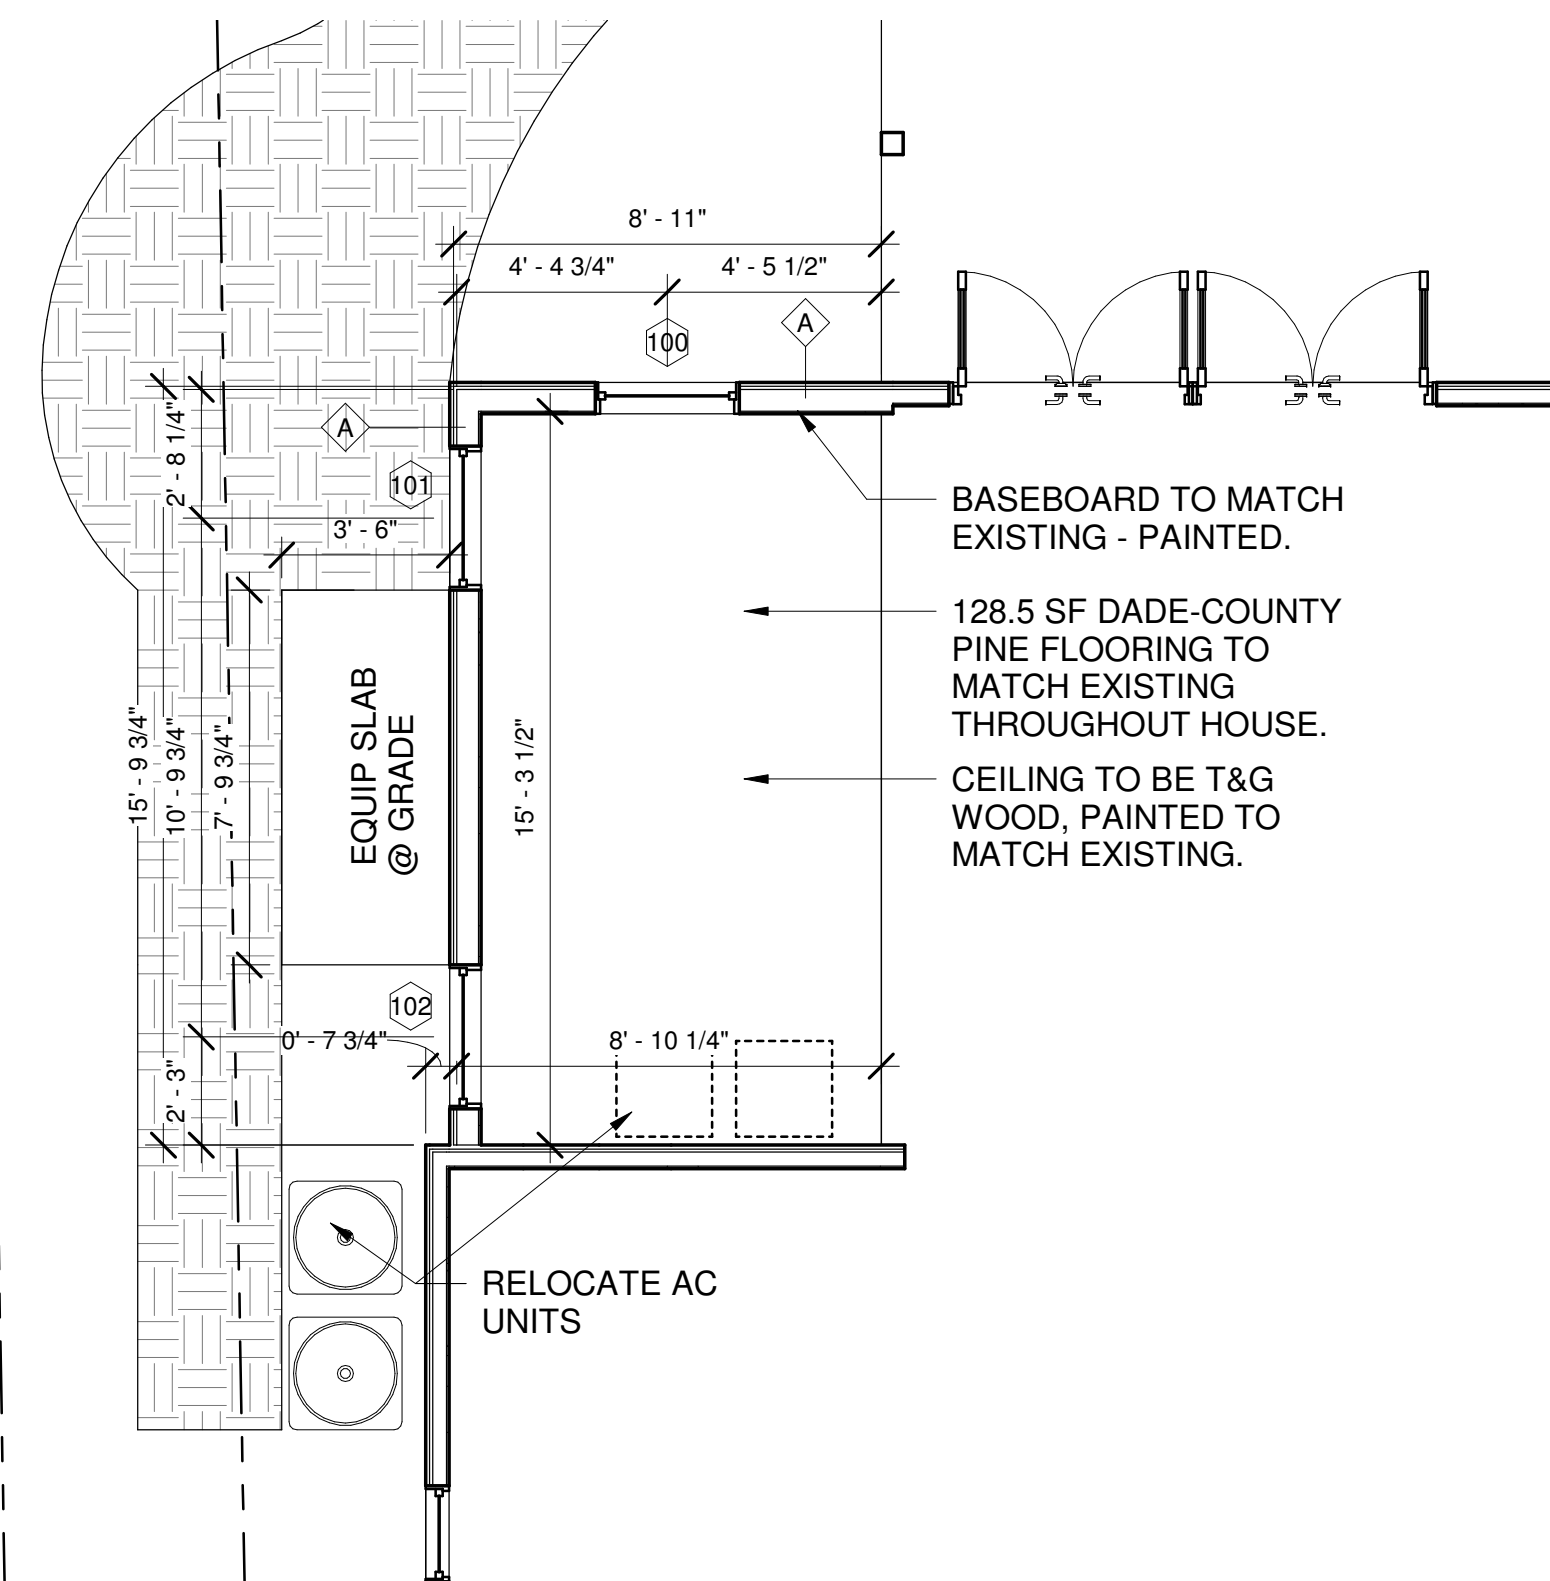 8' - 11"
4' - 4 3/4"
4' - 5 1/2"
100
A
A
2' - 8 1/4"
101
3' - 6"
BASEBOARD TO MATCH
EXISTING - PAINTED.
128.5 SF DADE-COUNTY
PINE FLOORING TO
MATCH EXISTING
THROUGHOUT HOUSE.
15' - 9 3/4"
10' - 9 3/4"
7' - 9 3/4"
EQUIP SLAB
@ GRADE
15' - 3 1/2"
CEILING TO BE T&G
WOOD, PAINTED TO
MATCH EXISTING.
102
0' - 7 3/4"
8' - 10 1/4"
2' - 3"
RELOCATE AC
UNITS